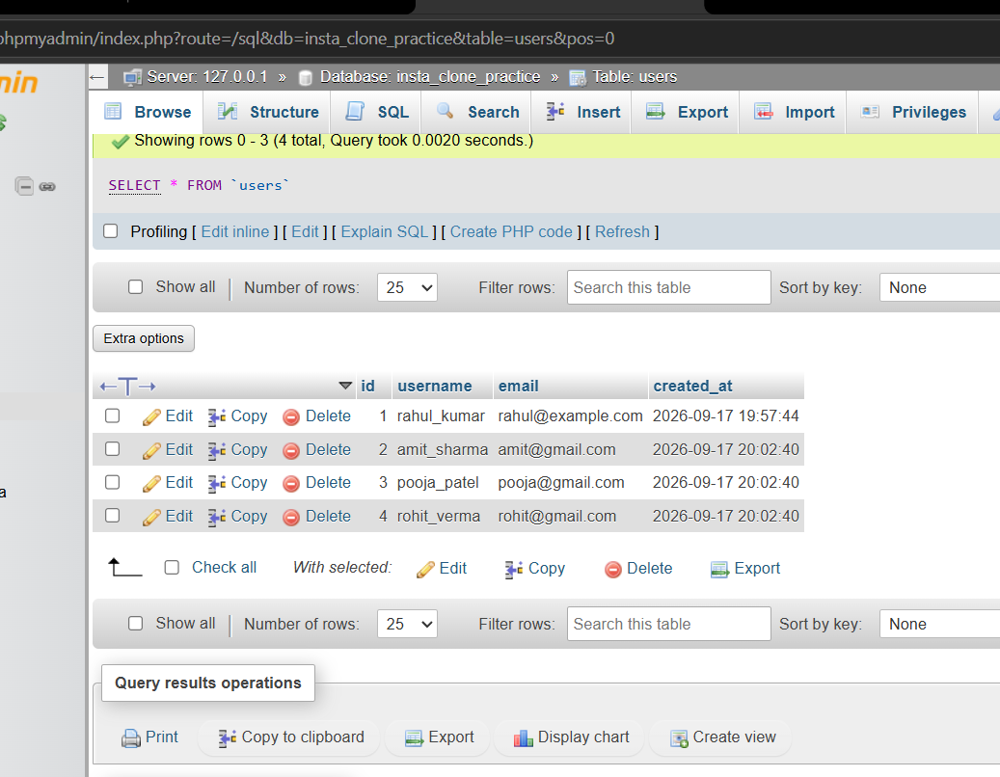 phpmyadmin/index.php?route=/sql&db=insta_clone_practice&table=users&pos=0
min
Server: 127.0.0.1 » Database: insta_clone_practice » Table: users
Browse Structure SQL Search Insert Export Import Privileges
Showing rows 0 - 3 (4 total, Query took 0.0020 seconds.)
SELECT * FROM `users`
Profiling [ Edit inline ] [ Edit ] [ Explain SQL ] [ Create PHP code ] [ Refresh ]
Show all | Number of rows: 25 Filter rows: Search this table Sort by key: None
Extra options
←T→ id username email created_at
Edit Copy Delete 1 rahul_kumar rahul@example.com 2026-09-17 19:57:44
Edit Copy Delete 2 amit_sharma amit@gmail.com 2026-09-17 20:02:40
Edit Copy Delete 3 pooja_patel pooja@gmail.com 2026-09-17 20:02:40
a
Edit Copy Delete 4 rohit_verma rohit@gmail.com 2026-09-17 20:02:40
Check all With selected: Edit Copy Delete Export
Show all | Number of rows: 25 Filter rows: Search this table Sort by key: None
Query results operations
Print Copy to clipboard Export Display chart Create view